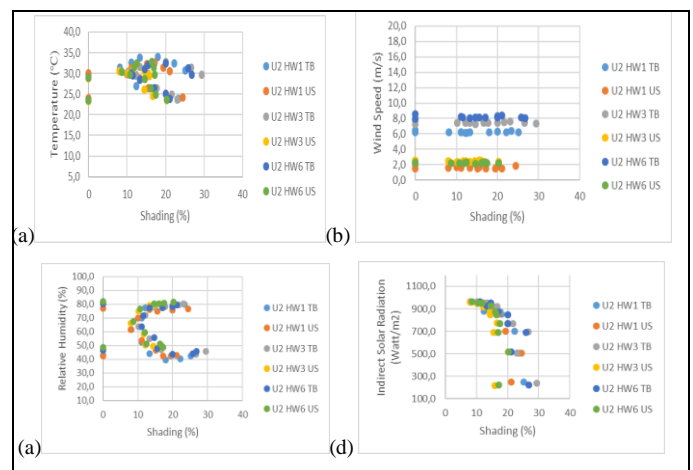 40,0
35,0
30,0
25,0
20,0
15,0
10,0
5,0
Temperature (°C)
0 10 20 30 40
Shading (%)
U2 HW1 TB
U2 HW1 US
U2 HW3 TB
U2 HW3 US
U2 HW6 TB
U2 HW6 US
(a)
20,0
18,0
16,0
14,0
12,0
10,0
8,0
6,0
4,0
2,0
0,0
Wind Speed (m/s)
0 10 20 30 40
Shading (%)
U2 HW1 TB
U2 HW1 US
U2 HW3 TB
U2 HW3 US
U2 HW6 TB
U2 HW6 US
(b)
100,0
90,0
80,0
70,0
60,0
50,0
40,0
30,0
Relative Humidity (%)
0 10 20 30 40
Shading (%)
U2 HW1 TB
U2 HW1 US
U2 HW3 TB
U2 HW3 US
U2 HW6 TB
U2 HW6 US
(a)
1100,0
900,0
700,0
500,0
300,0
100,0
Indirect Solar Radiation
(Watt/m2)
0 10 20 30 40
Shading (%)
U2 HW1 TB
U2 HW1 US
U2 HW3 TB
U2 HW3 US
U2 HW6 TB
U2 HW6 US
(d)